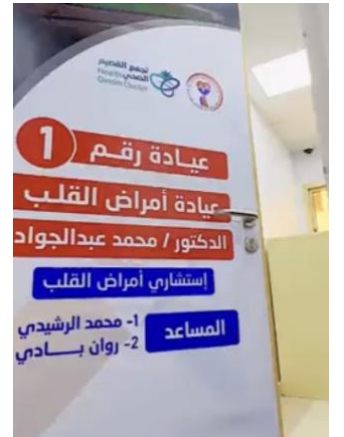 تجمع القصيم
الصحي
Health
Qassim Cluster
عيادة رقم 1
عيادة أمراض القلب
الدكتور / محمد عبدالجواد
إستشاري أمراض القلب
المساعد
1- محمد الرشيدي
2- روان بـــادي